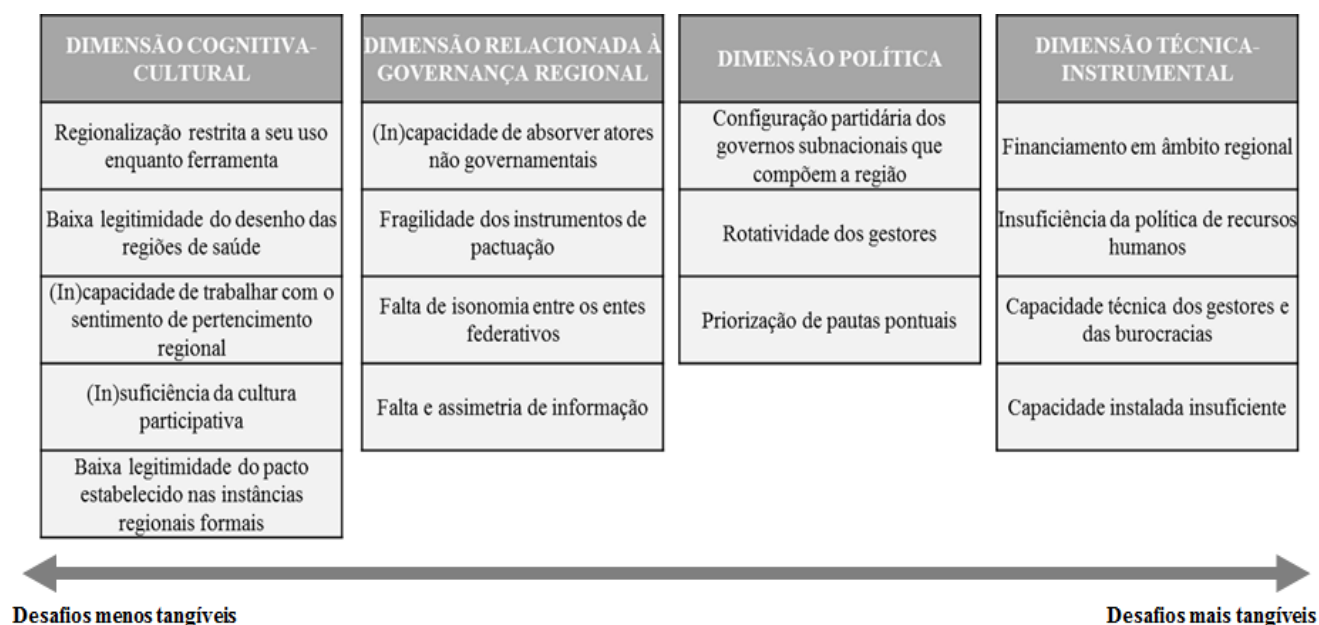 DIMENSÃO COGNITIVA-
CULTURAL
Regionalização restrita a seu uso
enquanto ferramenta
Baixa legitimidade do desenho das
regiões de saúde
(In)capacidade de trabalhar com o
sentimento de pertencimento
regional
(In)suficiência da cultura
participativa
Baixa legitimidade do pacto
estabelecido nas instâncias
regionais formais
DIMENSÃO RELACIONADA À
GOVERNANÇA REGIONAL
(In)capacidade de absorver atores
não governamentais
Fragilidade dos instrumentos de
pactuação
Falta de isonomia entre os entes
federativos
Falta e assimetria de informação
DIMENSÃO POLÍTICA
Configuração partidária dos
governos subnacionais que
compõem a região
Rotatividade dos gestores
Priorização de pautas pontuais
DIMENSÃO TÉCNICA-
INSTRUMENTAL
Financiamento em âmbito regional
Insuficiência da política de recursos
humanos
Capacidade técnica dos gestores e
das burocracias
Capacidade instalada insuficiente
Desafios menos tangíveis
Desafios mais tangíveis